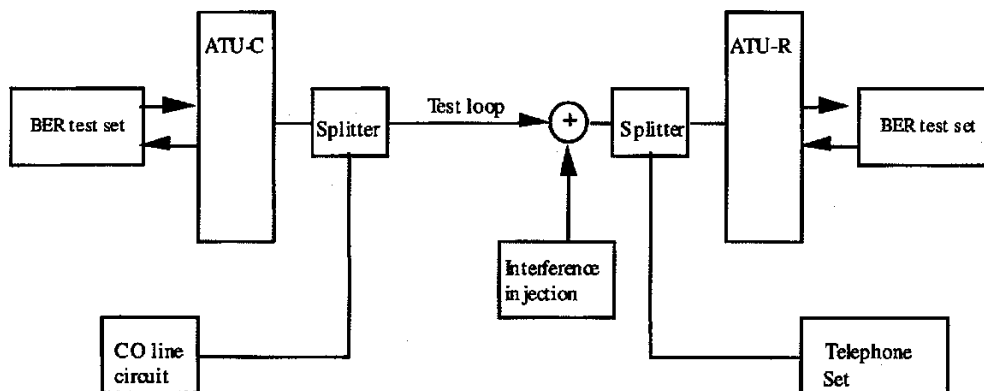 ATU-C
ATU-R
BER test set
Splitter
Test loop
+
Splitter
BER test set
Interference
injection
CO line
circuit
Telephone
Set